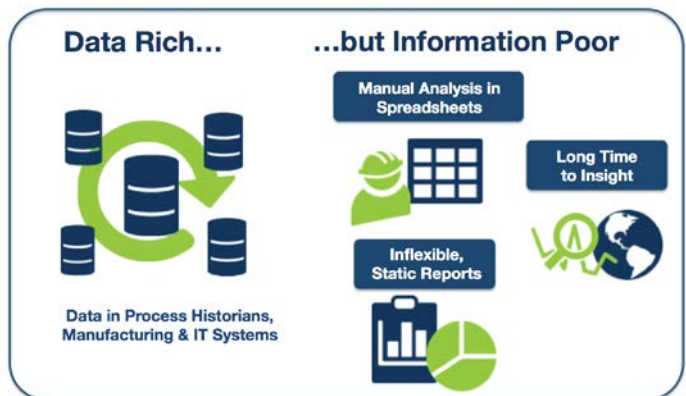 Data Rich...
...but Information Poor
Manual Analysis in
Spreadsheets
Long Time
to Insight
Inflexible,
Static Reports
Data in Process Historians,
Manufacturing & IT Systems